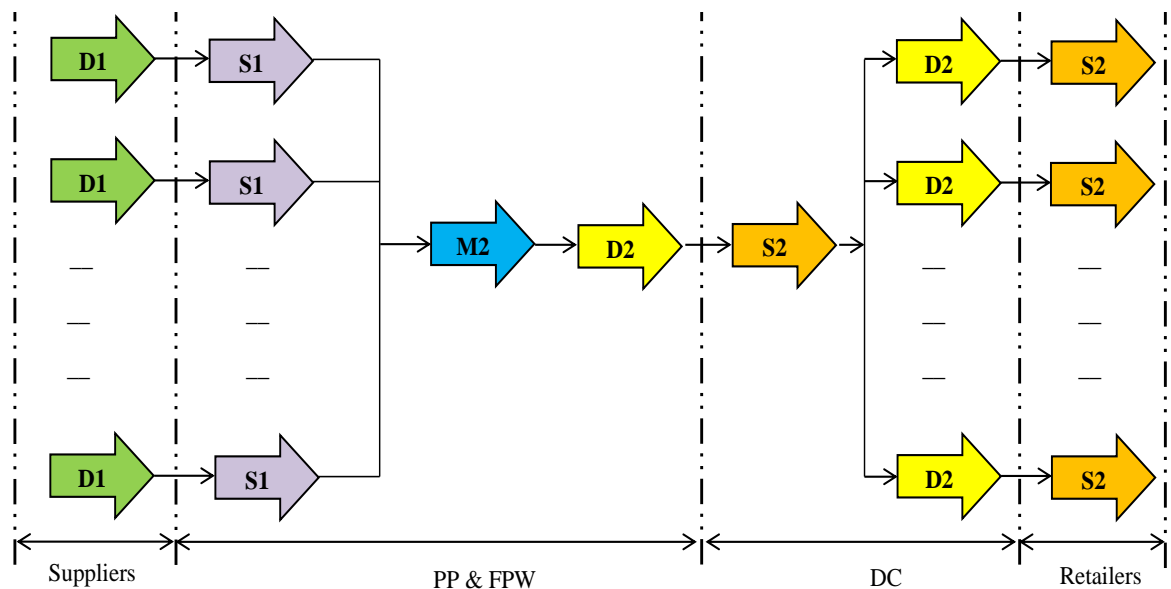 D1 S1 D2 S2
D1 S1 D2 S2
M2 D2 S2
D1 S1 D2 S2
Suppliers PP & FPW DC Retailers